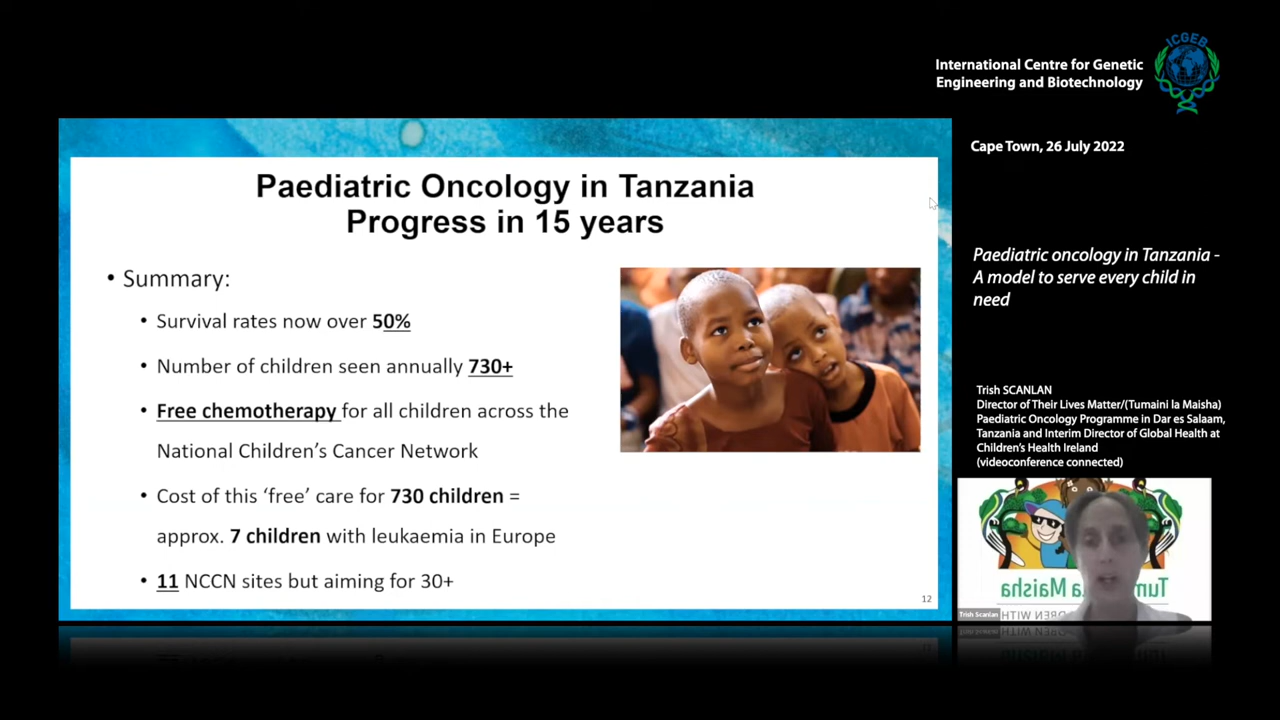 ICGEB
International Centre for Genetic
Engineering and Biotechnology
Cape Town, 26 July 2022
Paediatric Oncology in Tanzania
Progress in 15 years
• Summary:
• Survival rates now over 50%
• Number of children seen annually 730+
• Free chemotherapy for all children across the
National Children’s Cancer Network
• Cost of this ‘free’ care for 730 children =
approx. 7 children with leukaemia in Europe
• 11 NCCN sites but aiming for 30+
12
Paediatric oncology in Tanzania -
A model to serve every child in
need
Trish SCANLAN
Director of Their Lives Matter/(Tumaini la Maisha)
Paediatric Oncology Programme in Dar es Salaam,
Tanzania and Interim Director of Global Health at
Children’s Health Ireland
(videoconference connected)
Tum a Maisha
DREN WITH
Trish Scanlan